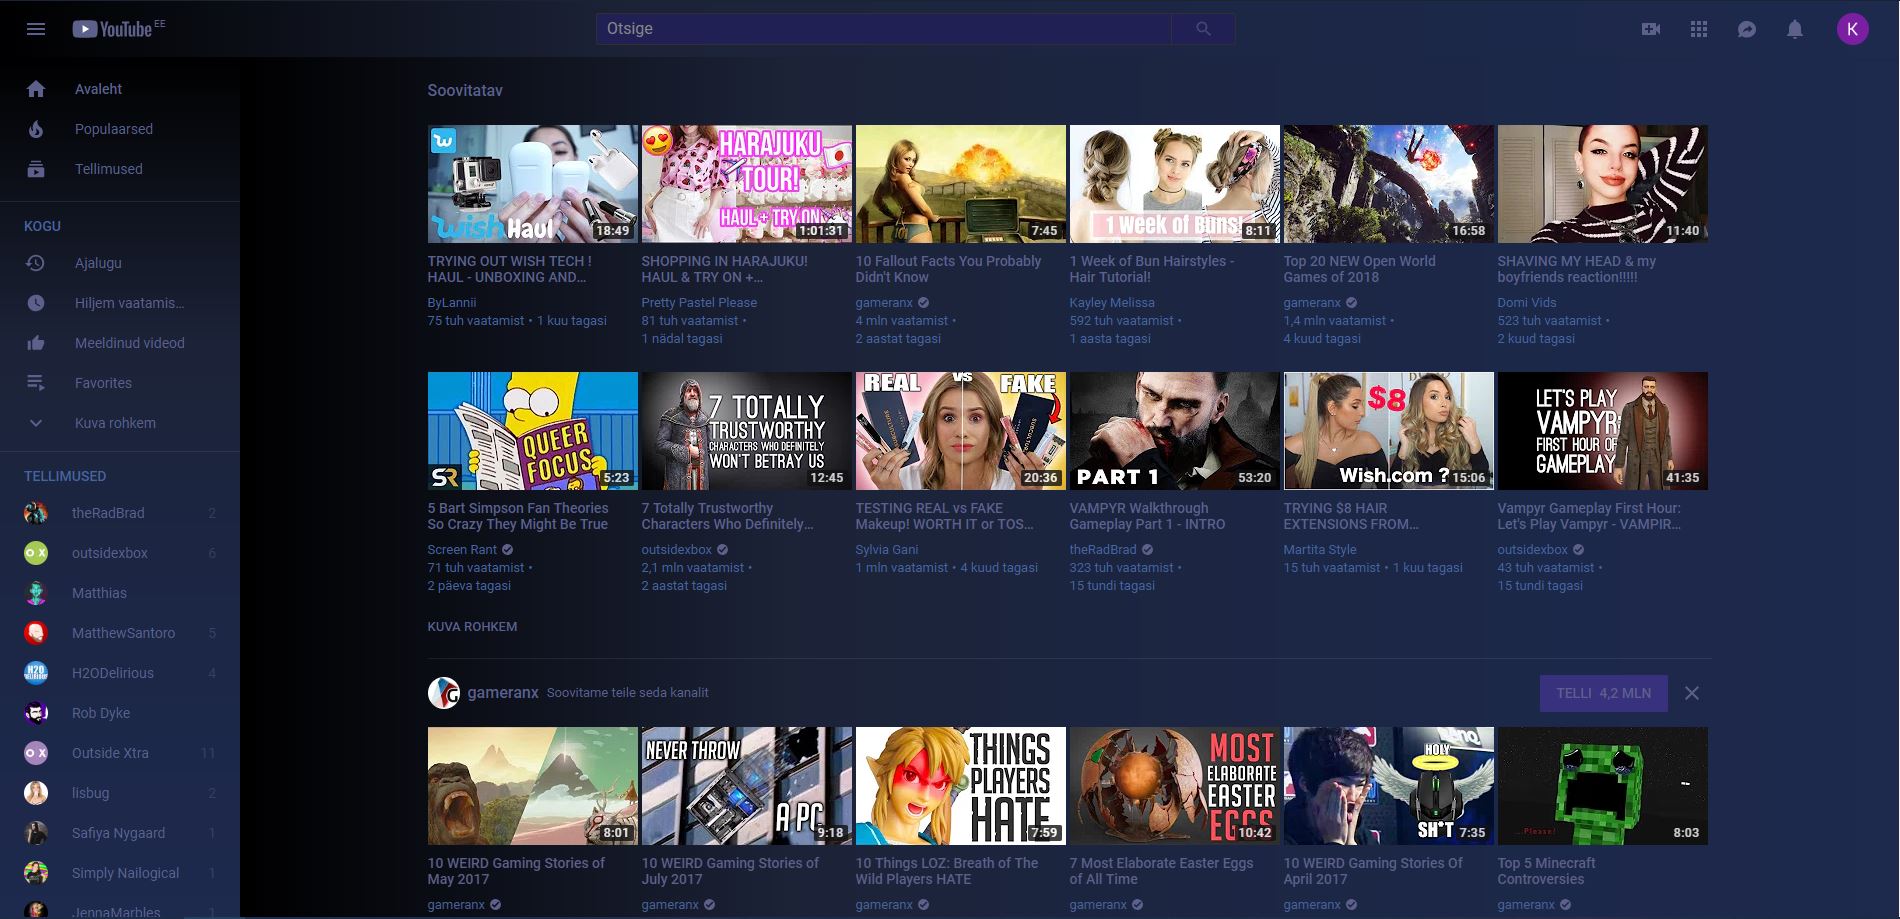 YouTube EE
Otsige
K
Avaleht
Populaarsed
Tellimused
KOGU
Ajalugu
Hiljem vaatamis...
Meeldinud videod
Favorites
Kuva rohkem
TELLIMUSED
theRadBrad 2
outsidexbox 6
Matthias
MatthewSantoro 5
H2ODelirious 4
Rob Dyke
Outside Xtra 11
lisbug 2
Safiya Nygaard 1
Simply Nailogical 1
JennaMarbles 1
Soovitatav
wish Haul
18:49
TRYING OUT WISH TECH !
HAUL - UNBOXING AND...
ByLannii
75 tuh vaatamist • 1 kuu tagasi
HARAJUKU
TOUR!
HAUL + TRY ON
1:01:31
SHOPPING IN HARAJUKU!
HAUL & TRY ON +...
Pretty Pastel Please
81 tuh vaatamist •
1 nädal tagasi
7:45
10 Fallout Facts You Probably
Didn't Know
gameranx
4 mln vaatamist •
2 aastat tagasi
1 Week of Buns!
8:11
1 Week of Bun Hairstyles -
Hair Tutorial!
Kayley Melissa
592 tuh vaatamist •
1 aasta tagasi
16:58
Top 20 NEW Open World
Games of 2018
gameranx
1,4 mln vaatamist •
4 kuud tagasi
11:40
SHAVING MY HEAD & my
boyfriends reaction!!!!!
Domi Vids
523 tuh vaatamist •
2 kuud tagasi
QUEER
FOCUS
SR
5:23
5 Bart Simpson Fan Theories
So Crazy They Might Be True
Screen Rant
71 tuh vaatamist •
2 päeva tagasi
7 TOTALLY
TRUSTWORTHY
CHARACTERS WHO DEFINITELY
WON'T BETRAY US
12:45
7 Totally Trustworthy
Characters Who Definitely...
outsidexbox
2,1 mln vaatamist •
2 aastat tagasi
REAL VS FAKE
20:36
TESTING REAL vs FAKE
Makeup! WORTH IT or TOS...
Sylvia Gani
1 mln vaatamist • 4 kuud tagasi
PART 1
53:20
VAMPYR Walkthrough
Gameplay Part 1 - INTRO
theRadBrad
323 tuh vaatamist •
15 tundi tagasi
$8
Wish.com ?
15:06
TRYING $8 HAIR
EXTENSIONS FROM...
Martita Style
15 tuh vaatamist • 1 kuu tagasi
LET'S PLAY
VAMPYR:
FIRST HOUR OF
GAMEPLAY
41:35
Vampyr Gameplay First Hour:
Let's Play Vampyr - VAMPIR...
outsidexbox
43 tuh vaatamist •
15 tundi tagasi
KUVA ROHKEM
gameranx Soovitame teile seda kanalit
TELLI 4,2 MLN
8:01
10 WEIRD Gaming Stories of
May 2017
gameranx
NEVER THROW
A PC
9:18
10 WEIRD Gaming Stories of
July 2017
gameranx
THINGS
PLAYERS
HATE
7:59
10 Things LOZ: Breath of The
Wild Players HATE
gameranx
MOST
ELABORATE
EASTER
EGGS
10:42
7 Most Elaborate Easter Eggs
of All Time
gameranx
HOLY
SH*T
7:35
10 WEIRD Gaming Stories Of
April 2017
gameranx
...Please!
8:03
Top 5 Minecraft
Controversies
gameranx